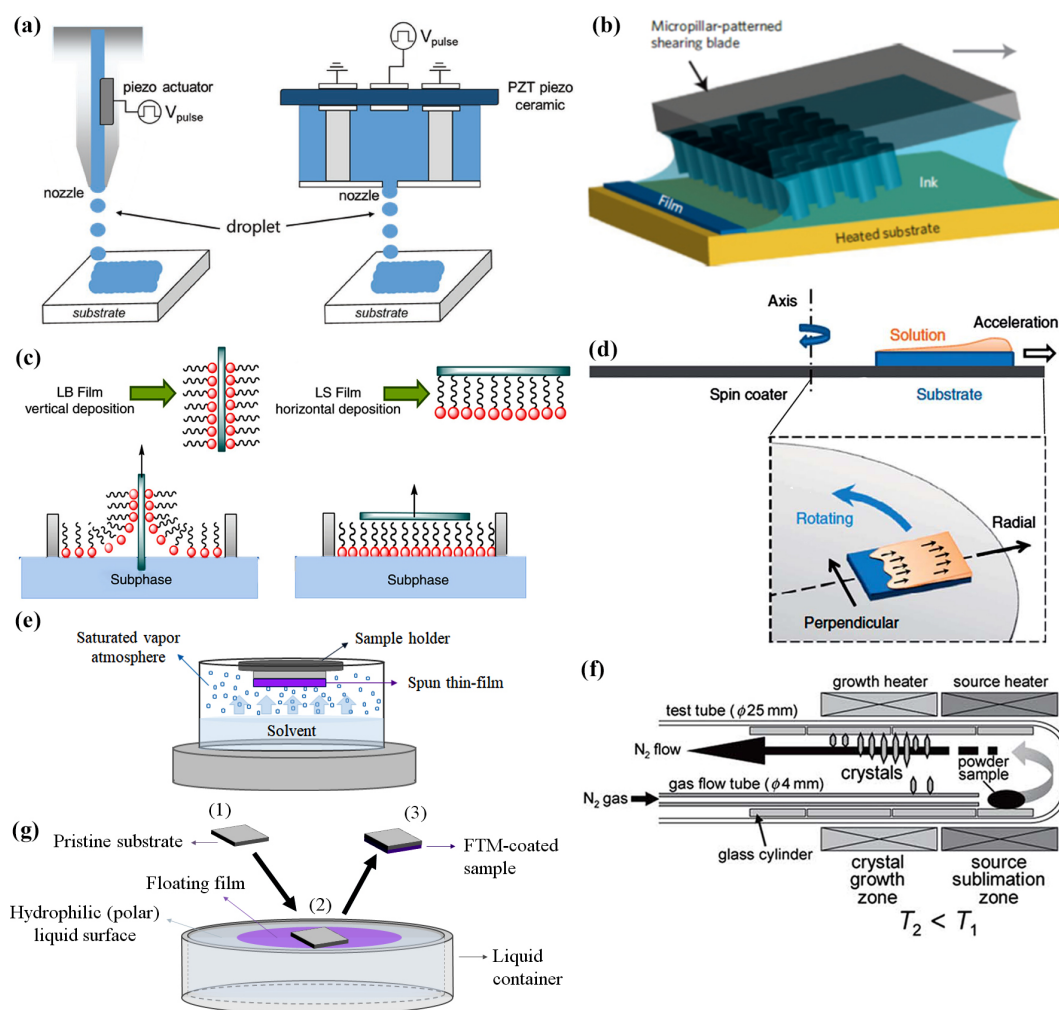 (a)
piezo actuator
V_pulse
nozzle
droplet
substrate
V_pulse
PZT piezo
ceramic
nozzle
substrate
(b)
Micropillar-patterned
shearing blade
Ink
Film
Heated substrate
(c)
LB Film
vertical deposition
LS Film
horizontal deposition
Subphase
Subphase
(d)
Axis
Solution
Acceleration
Spin coater
Substrate
Rotating
Radial
Perpendicular
(e)
Saturated vapor
atmosphere
Sample holder
Spun thin-film
Solvent
(f)
growth heater
source heater
test tube (ϕ25 mm)
N₂ flow
crystals
powder
sample
gas flow tube (ϕ4 mm)
N₂ gas
glass cylinder
crystal
growth
zone
source
sublimation
zone
T₂ < T₁
(g)
(1)
(3)
Pristine substrate
FTM-coated
sample
Floating film
(2)
Hydrophilic (polar)
liquid surface
Liquid
container